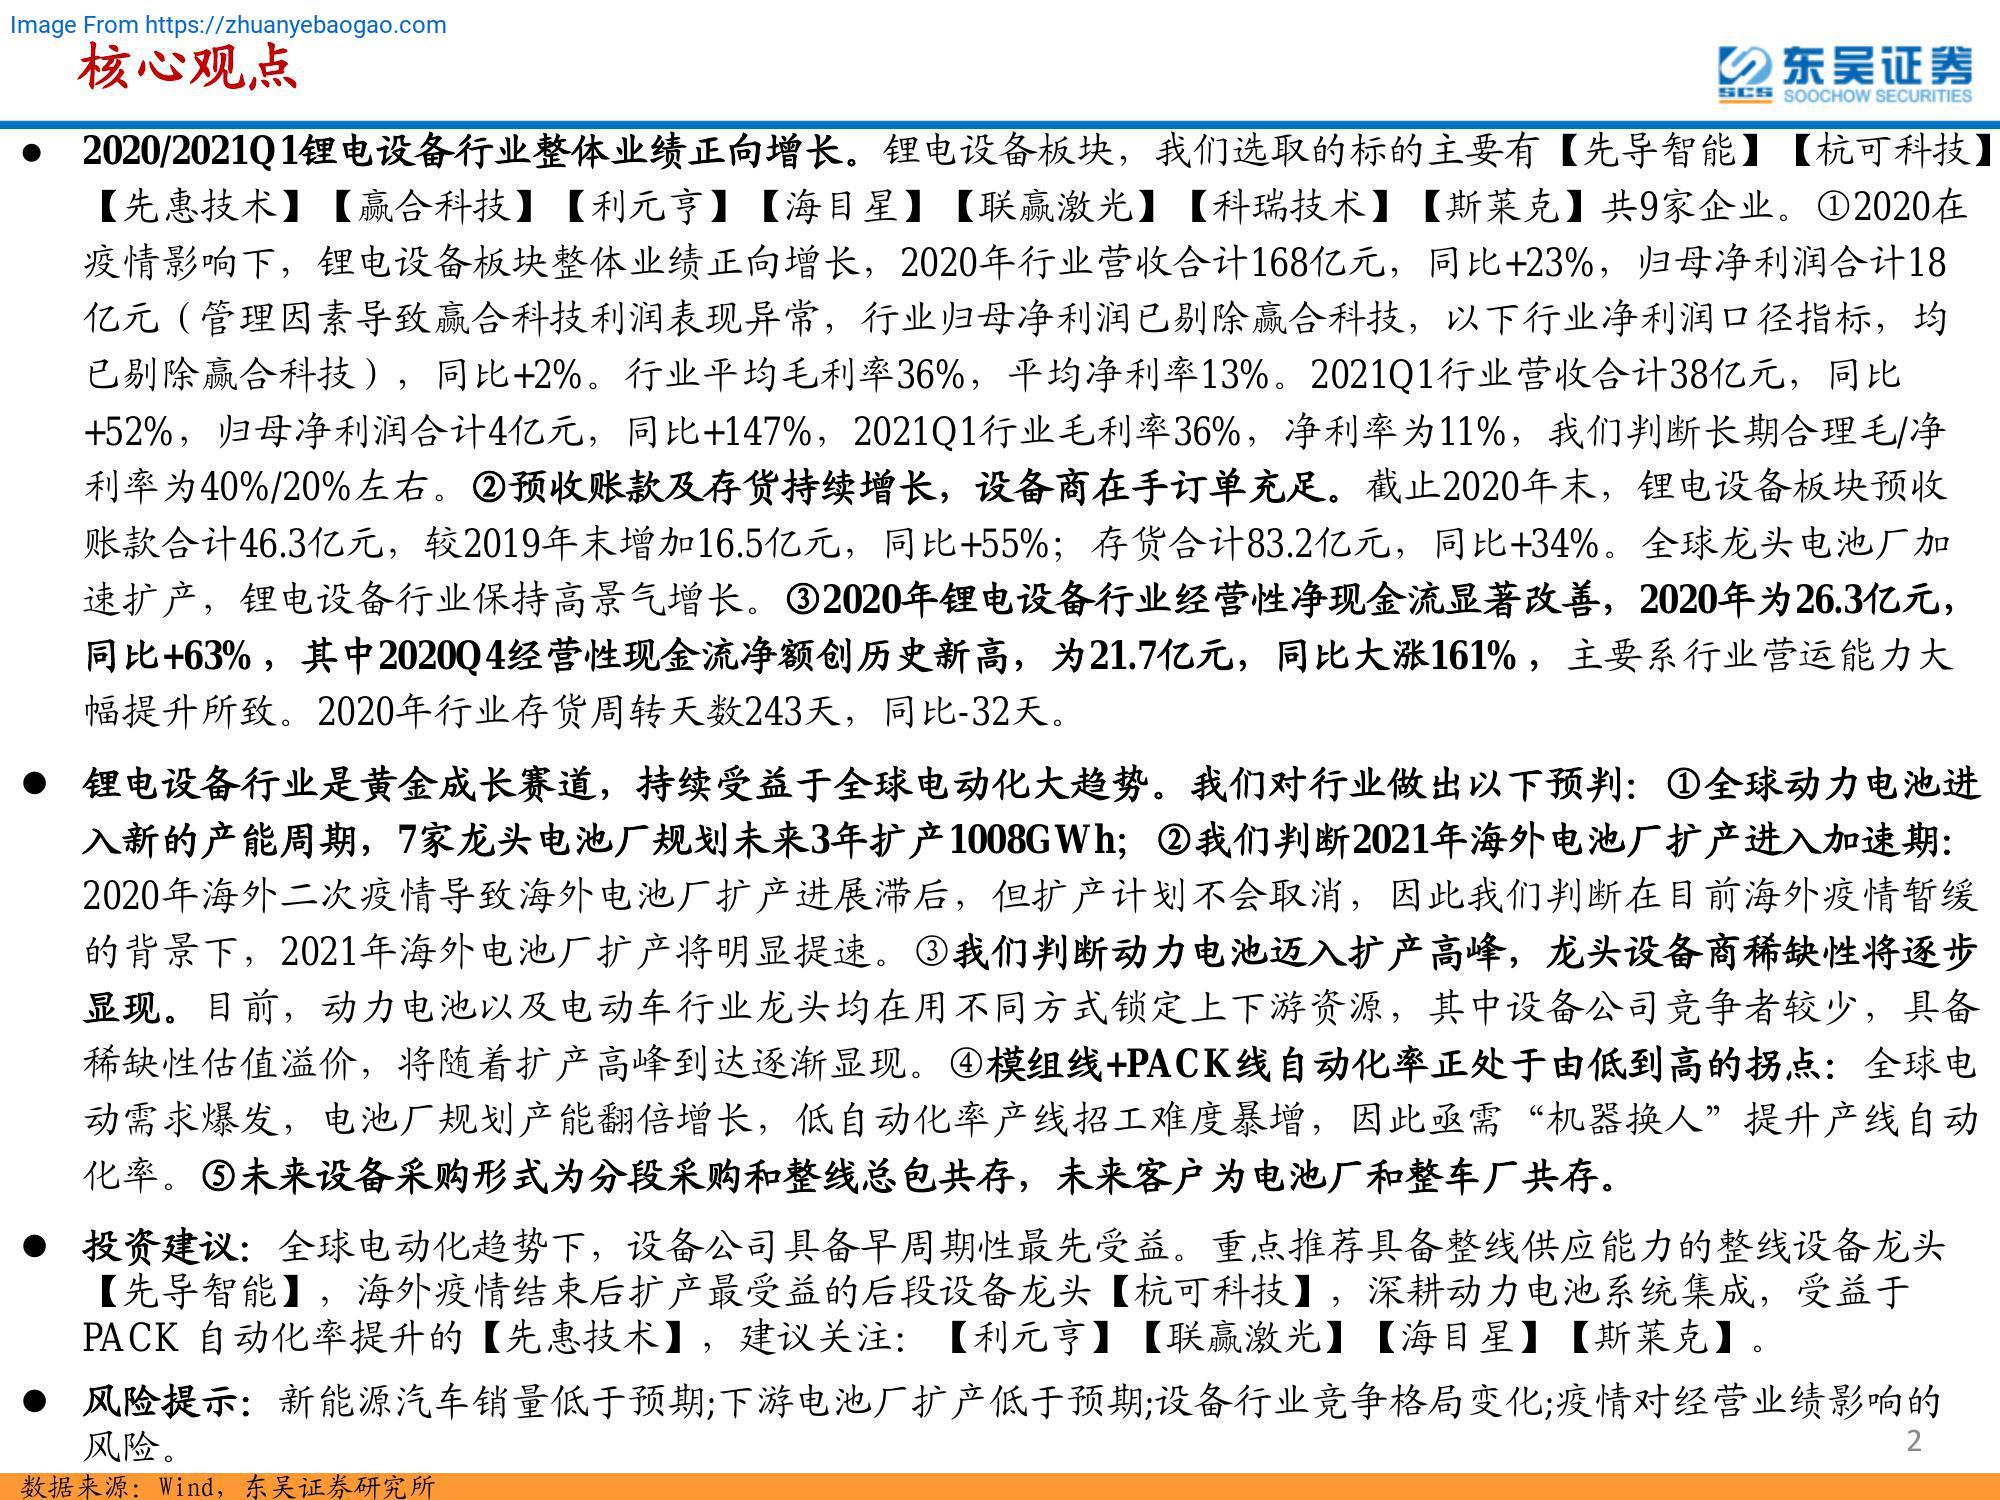 Image From https://zhuanyebaogao.com
核心观点
东吴证券
SCS SOOCHOW SECURITIES
● 2020/2021Q1锂电设备行业整体业绩正向增长。锂电设备板块，我们选取的标的主要有【先导智能】【杭可科技】
【先惠技术】【赢合科技】【利元亨】【海目星】【联赢激光】【科瑞技术】【斯莱克】共9家企业。①2020在
疫情影响下，锂电设备板块整体业绩正向增长，2020年行业营收合计168亿元，同比+23%，归母净利润合计18
亿元（管理因素导致赢合科技利润表现异常，行业归母净利润已剔除赢合科技，以下行业净利润口径指标，均
已剔除赢合科技），同比+2%。行业平均毛利率36%，平均净利率13%。2021Q1行业营收合计38亿元，同比
+52%，归母净利润合计4亿元，同比+147%，2021Q1行业毛利率36%，净利率为11%，我们判断长期合理毛/净
利率为40%/20%左右。②预收账款及存货持续增长，设备商在手订单充足。截止2020年末，锂电设备板块预收
账款合计46.3亿元，较2019年末增加16.5亿元，同比+55%；存货合计83.2亿元，同比+34%。全球龙头电池厂加
速扩产，锂电设备行业保持高景气增长。③2020年锂电设备行业经营性净现金流显著改善，2020年为26.3亿元，
同比+63%，其中2020Q4经营性现金流净额创历史新高，为21.7亿元，同比大涨161%，主要系行业营运能力大
幅提升所致。2020年行业存货周转天数243天，同比-32天。
● 锂电设备行业是黄金成长赛道，持续受益于全球电动化大趋势。我们对行业做出以下预判：①全球动力电池进
入新的产能周期，7家龙头电池厂规划未来3年扩产1008GWh；②我们判断2021年海外电池厂扩产进入加速期：
2020年海外二次疫情导致海外电池厂扩产进展滞后，但扩产计划不会取消，因此我们判断在目前海外疫情暂缓
的背景下，2021年海外电池厂扩产将明显提速。③我们判断动力电池迈入扩产高峰，龙头设备商稀缺性将逐步
显现。目前，动力电池以及电动车行业龙头均在用不同方式锁定上下游资源，其中设备公司竞争者较少，具备
稀缺性估值溢价，将随着扩产高峰到达逐渐显现。④模组线+PACK线自动化率正处于由低到高的拐点：全球电
动需求爆发，电池厂规划产能翻倍增长，低自动化率产线招工难度暴增，因此亟需“机器换人”提升产线自动
化率。⑤未来设备采购形式为分段采购和整线总包共存，未来客户为电池厂和整车厂共存。
● 投资建议：全球电动化趋势下，设备公司具备早周期性最先受益。重点推荐具备整线供应能力的整线设备龙头
【先导智能】，海外疫情结束后扩产最受益的后段设备龙头【杭可科技】，深耕动力电池系统集成，受益于
PACK 自动化率提升的【先惠技术】，建议关注：【利元亨】【联赢激光】【海目星】【斯莱克】。
● 风险提示：新能源汽车销量低于预期;下游电池厂扩产低于预期;设备行业竞争格局变化;疫情对经营业绩影响的
风险。
2
数据来源：Wind，东吴证券研究所